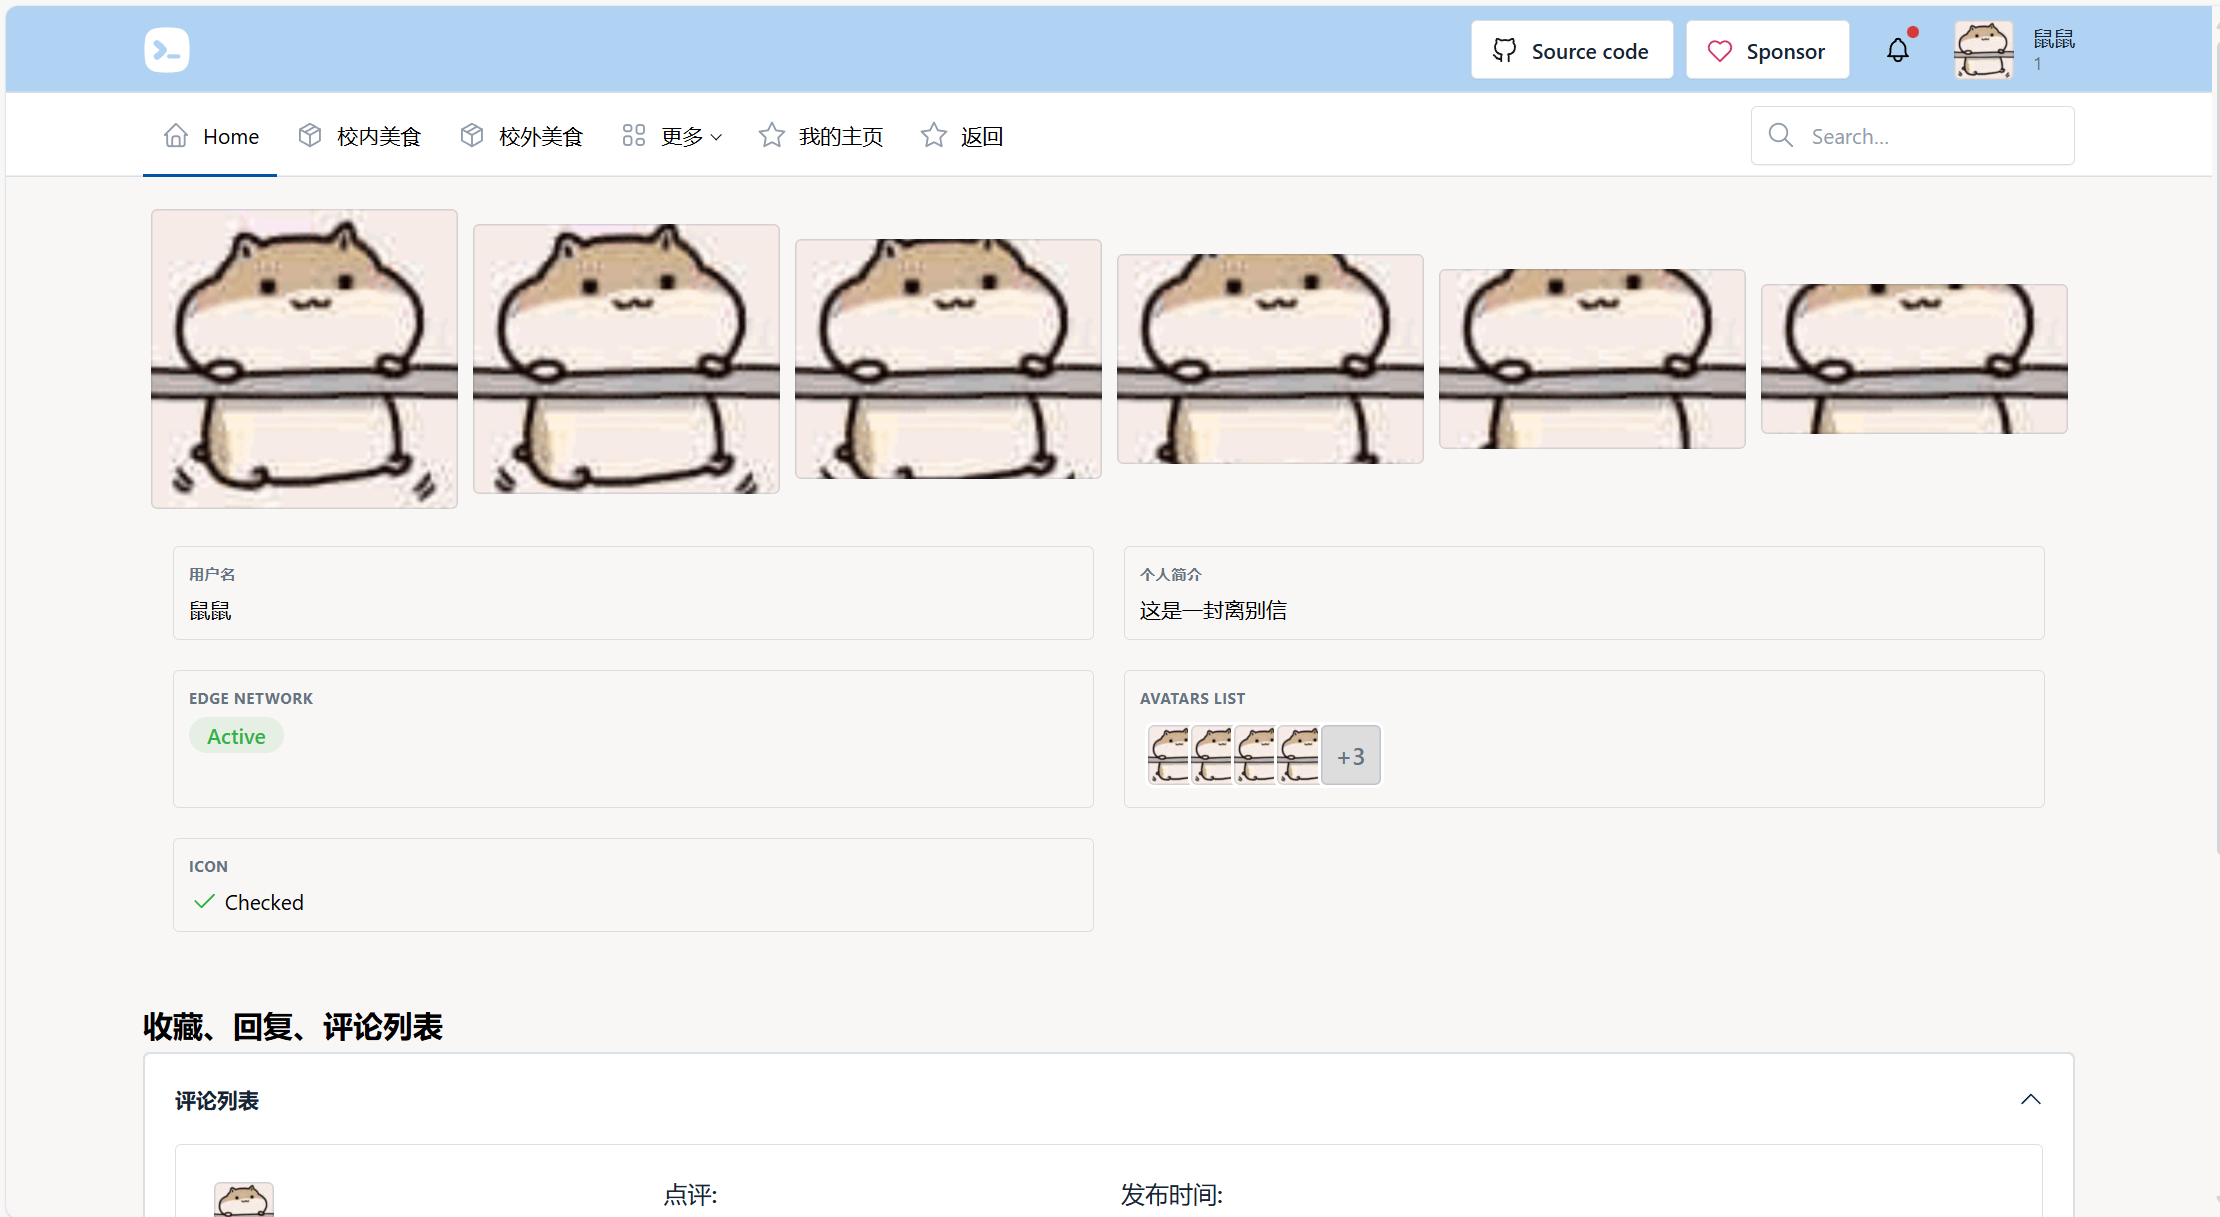 Source code
Sponsor
鼠鼠
1
Home
校内美食
校外美食
更多
我的主页
返回
Search…
用户名
鼠鼠
个人简介
这是一封离别信
EDGE NETWORK
Active
AVATARS LIST
+3
ICON
Checked
收藏、回复、评论列表
评论列表
点评:
发布时间: